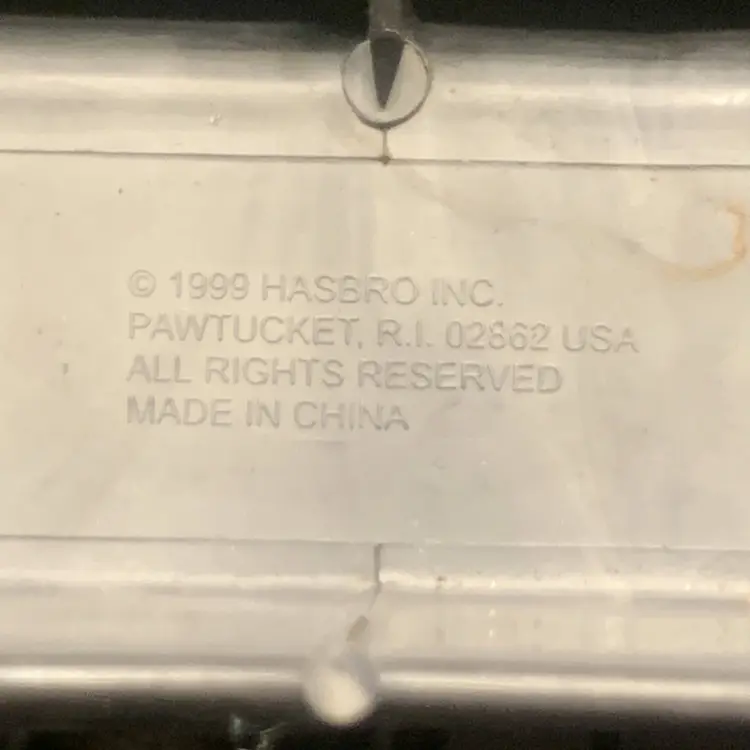 © 1999 HASBRO INC.
PAWTUCKET, R.I. 02862 USA
ALL RIGHTS RESERVED
MADE IN CHINA